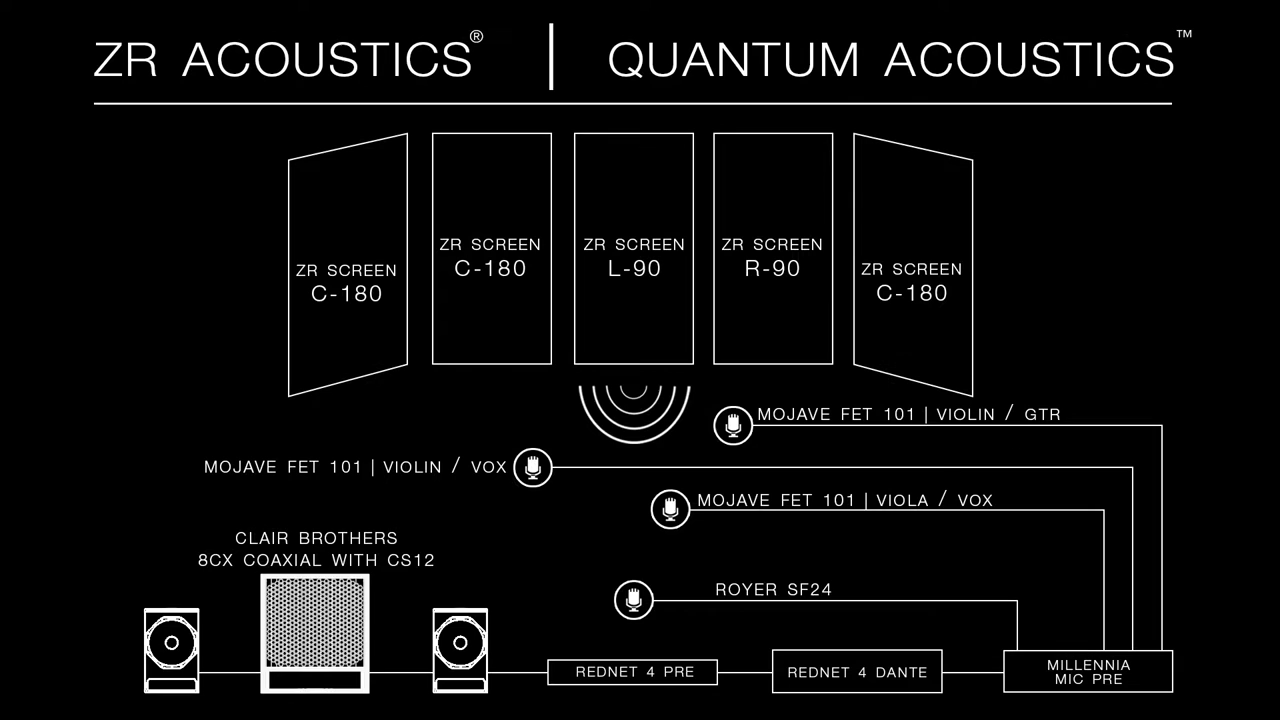 ZR ACOUSTICS® | QUANTUM ACOUSTICS™
ZR SCREEN
C-180
ZR SCREEN
C-180
ZR SCREEN
L-90
ZR SCREEN
R-90
ZR SCREEN
C-180
MOJAVE FET 101 | VIOLIN / GTR
MOJAVE FET 101 | VIOLIN / VOX
MOJAVE FET 101 | VIOLA / VOX
CLAIR BROTHERS
8CX COAXIAL WITH CS12
ROYER SF24
REDNET 4 PRE
REDNET 4 DANTE
MILLENNIA
MIC PRE